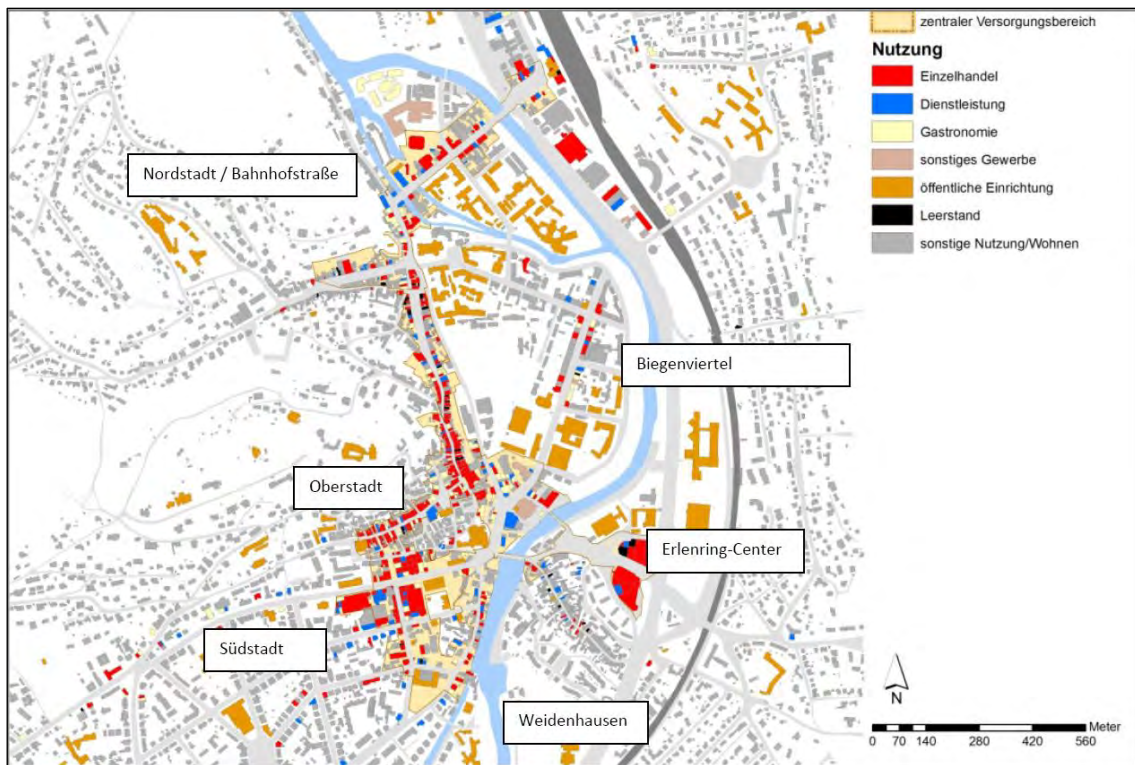 zentraler Versorgungsbereich
Nutzung
Einzelhandel
Dienstleistung
Gastronomie
sonstiges Gewerbe
öffentliche Einrichtung
Leerstand
sonstige Nutzung/Wohnen
Nordstadt / Bahnhofstraße
Biegenviertel
Oberstadt
Erlenring-Center
Südstadt
Weidenhausen
N
Meter
0 70 140 280 420 560